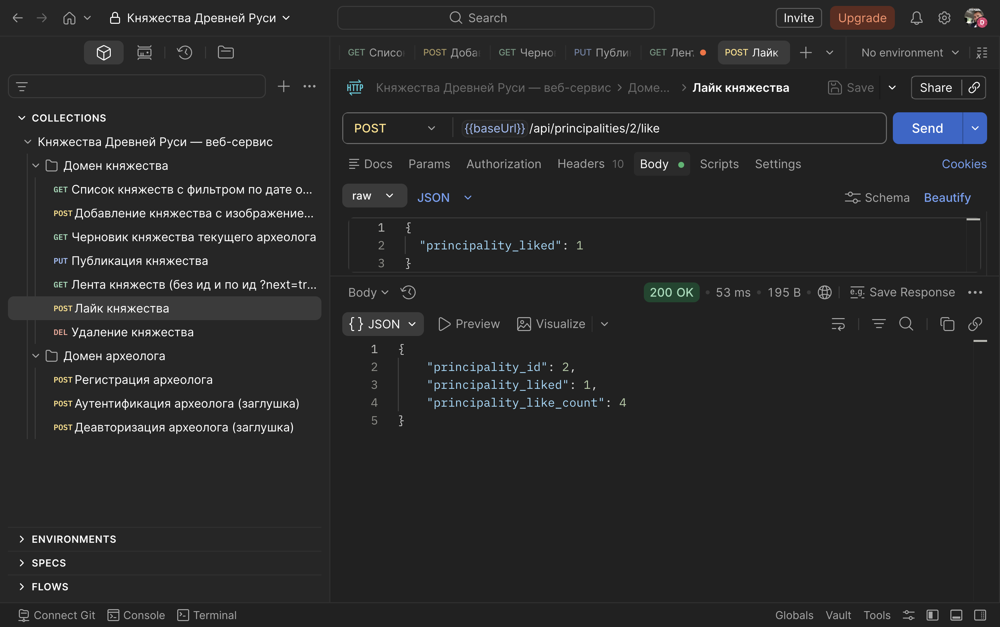 Княжества Древней Руси
Search
Invite
Upgrade
D
GET Список
POST Доба
GET Черно
PUT Публи
GET Лент
POST Лайк
No environment
HTTP
Княжества Древней Руси — веб-сервис > Доме... > Лайк княжества
Save
Share
COLLECTIONS
Княжества Древней Руси — веб-сервис
Домен княжества
GET Список княжеств с фильтром по дате о...
POST Добавление княжества с изображение...
GET Черновик княжества текущего археолога
PUT Публикация княжества
GET Лента княжеств (без ид и по ид ?next=tr...
POST Лайк княжества
DEL Удаление княжества
Домен археолога
POST Регистрация археолога
POST Аутентификация археолога (заглушка)
POST Деавторизация археолога (заглушка)
ENVIRONMENTS
SPECS
FLOWS
POST
{{baseUrl}}/api/principalities/2/like
Send
Docs Params Authorization Headers 10 Body Scripts Settings
Cookies
raw JSON
Schema Beautify
1 {
2 "principality_liked": 1
3 }
Body
200 OK • 53 ms • 195 B
e.g. Save Response
{ } JSON Preview Visualize
1 {
2 "principality_id": 2,
3 "principality_liked": 1,
4 "principality_like_count": 4
5 }
Connect Git Console Terminal
Globals Vault Tools